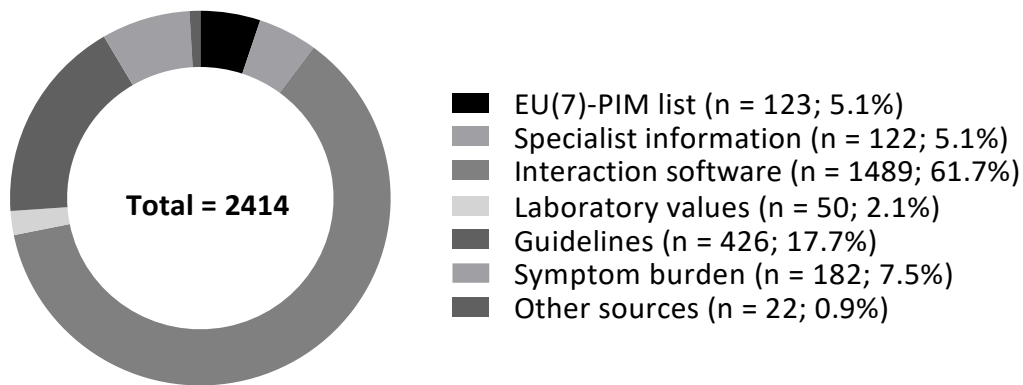 Total = 2414
EU(7)-PIM list (n = 123; 5.1%)
Specialist information (n = 122; 5.1%)
Interaction software (n = 1489; 61.7%)
Laboratory values (n = 50; 2.1%)
Guidelines (n = 426; 17.7%)
Symptom burden (n = 182; 7.5%)
Other sources (n = 22; 0.9%)